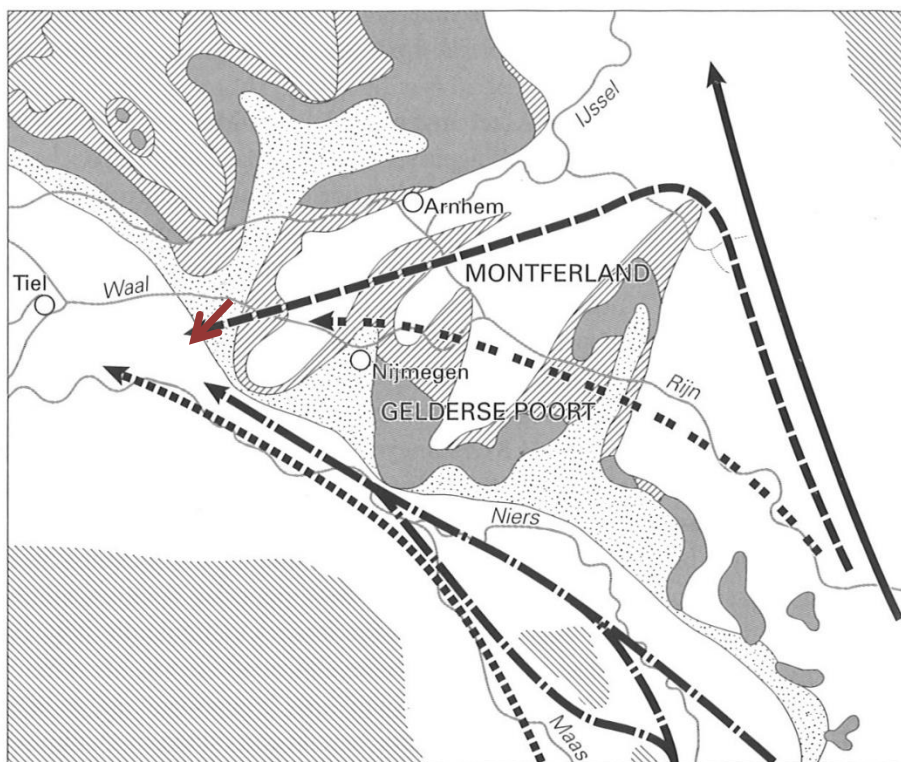 IJssel
Arnhem
MONTFERLAND
Tiel
Waal
Nijmegen
Rijn
GELDERSE POORT
Niers
Maas